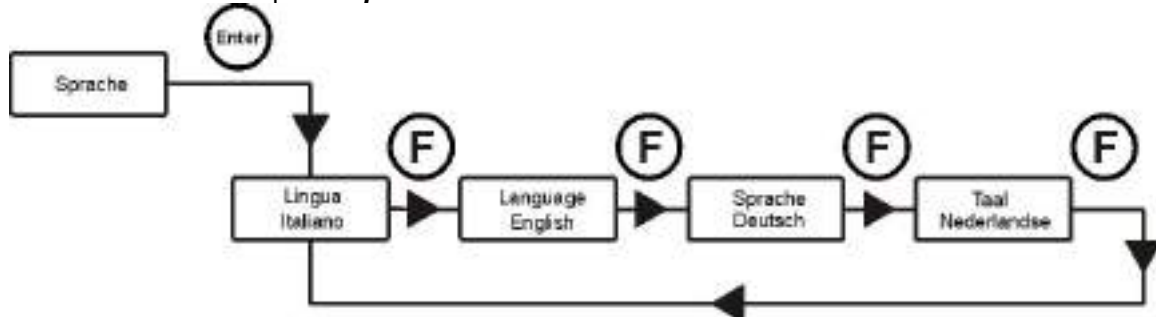 Enter
Sprache
F
F
F
F
Lingua
Italiano
Language
English
Sprache
Deutsch
Taal
Nederlandse